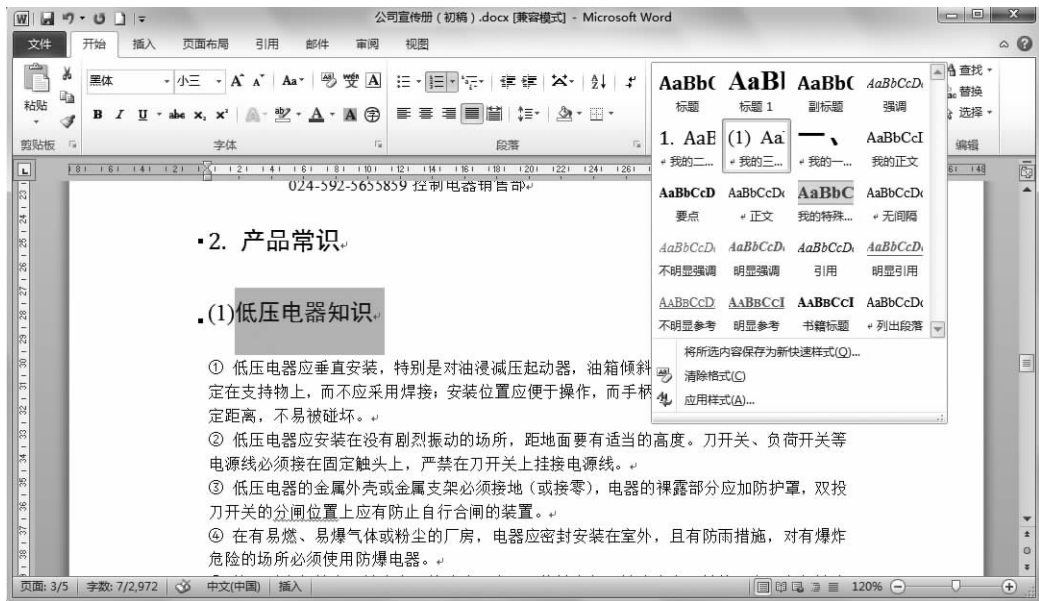 公司宣传册（初稿）.docx [兼容模式] - Microsoft Word
文件 开始 插入 页面布局 引用 邮件 审阅 视图
粘贴
剪贴板
黑体 小三
字体
段落
查找
替换
选择
编辑
AaBb( AaBl AaBb( AaBbCcD
标题 标题 1 副标题 强调
1. AaE (1) Aa 一、 AaBbCcI
我的二... 我的三... 我的一... 我的正文
AaBbCcD AaBbCcD AaBbC AaBbCcD
要点 正文 我的特殊... 无间隔
AaBbCcD AaBbCcD AaBbCcD AaBbCcD
不明显强调 明显强调 引用 明显引用
AaBbCcD AaBbCcI AaBbCcI AaBbCcD
不明显参考 明显参考 书籍标题 列出段落
将所选内容保存为新快速样式(Q)...
清除格式(C)
应用样式(A)...
024-592-5655859 控制电器销售部
2. 产品常识
(1)低压电器知识
① 低压电器应垂直安装，特别是对油浸减压起动器，油箱倾斜
定在支持物上，而不应采用焊接；安装位置应便于操作，而手柄
定距离，不易被碰坏。
② 低压电器应安装在没有剧烈振动的场所，距地面要有适当的高度。刀开关、负荷开关等
电源线必须接在固定触头上，严禁在刀开关上挂接电源线。
③ 低压电器的金属外壳或金属支架必须接地（或接零），电器的裸露部分应加防护罩，双投
刀开关的分闸位置上应有防止自行合闸的装置。
④ 在有易燃、易爆气体或粉尘的厂房，电器应密封安装在室外，且有防雨措施，对有爆炸
危险的场所必须使用防爆电器。
页面: 3/5 字数: 7/2,972 中文(中国) 插入 120%